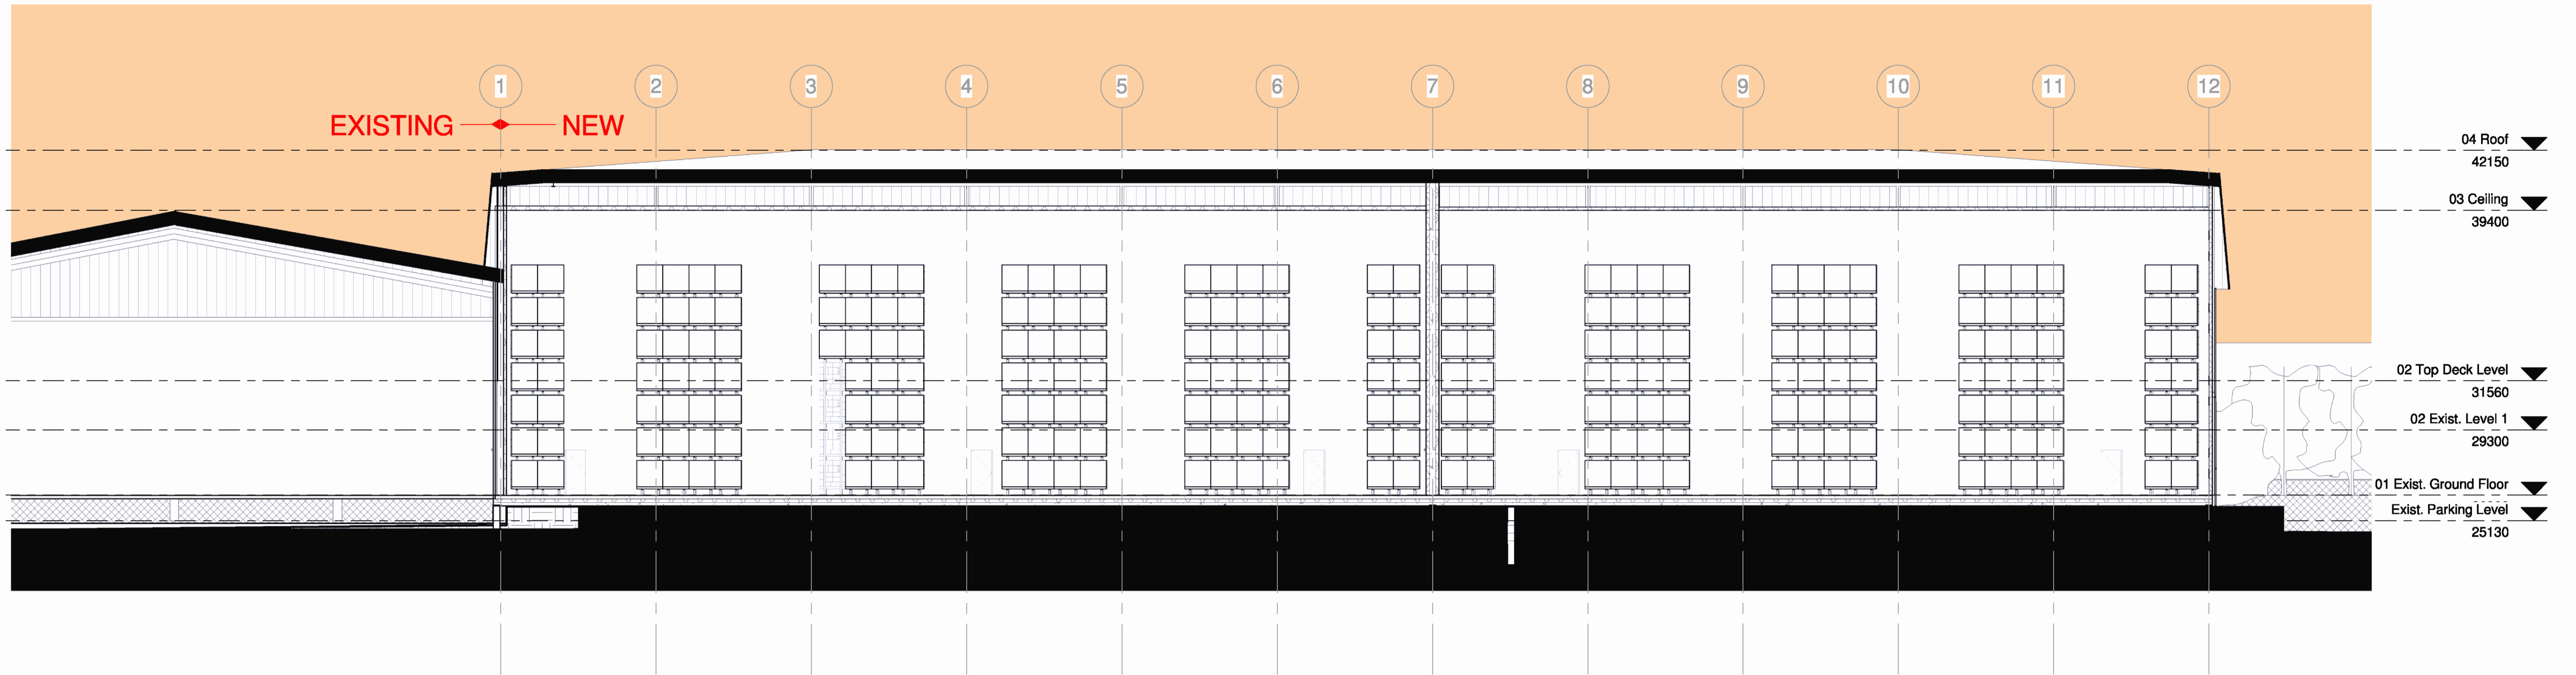 1 2 3 4 5 6 7 8 9 10 11 12
EXISTING NEW
04 Roof
42150
03 Ceiling
39400
02 Top Deck Level
31560
02 Exist. Level 1
29300
01 Exist. Ground Floor
Exist. Parking Level
25130